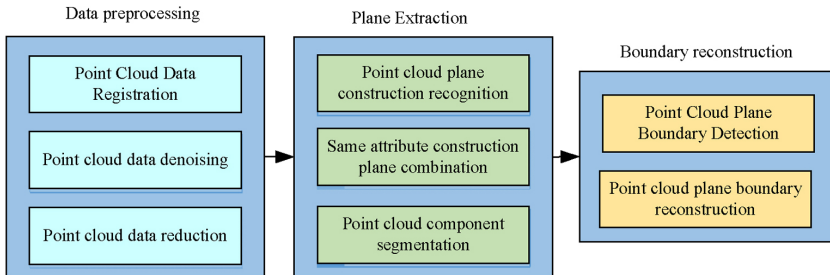 Data preprocessing
Point Cloud Data
Registration
Point cloud data denoising
Point cloud data reduction
Plane Extraction
Point cloud plane
construction recognition
Same attribute construction
plane combination
Point cloud component
segmentation
Boundary reconstruction
Point Cloud Plane
Boundary Detection
Point cloud plane boundary
reconstruction